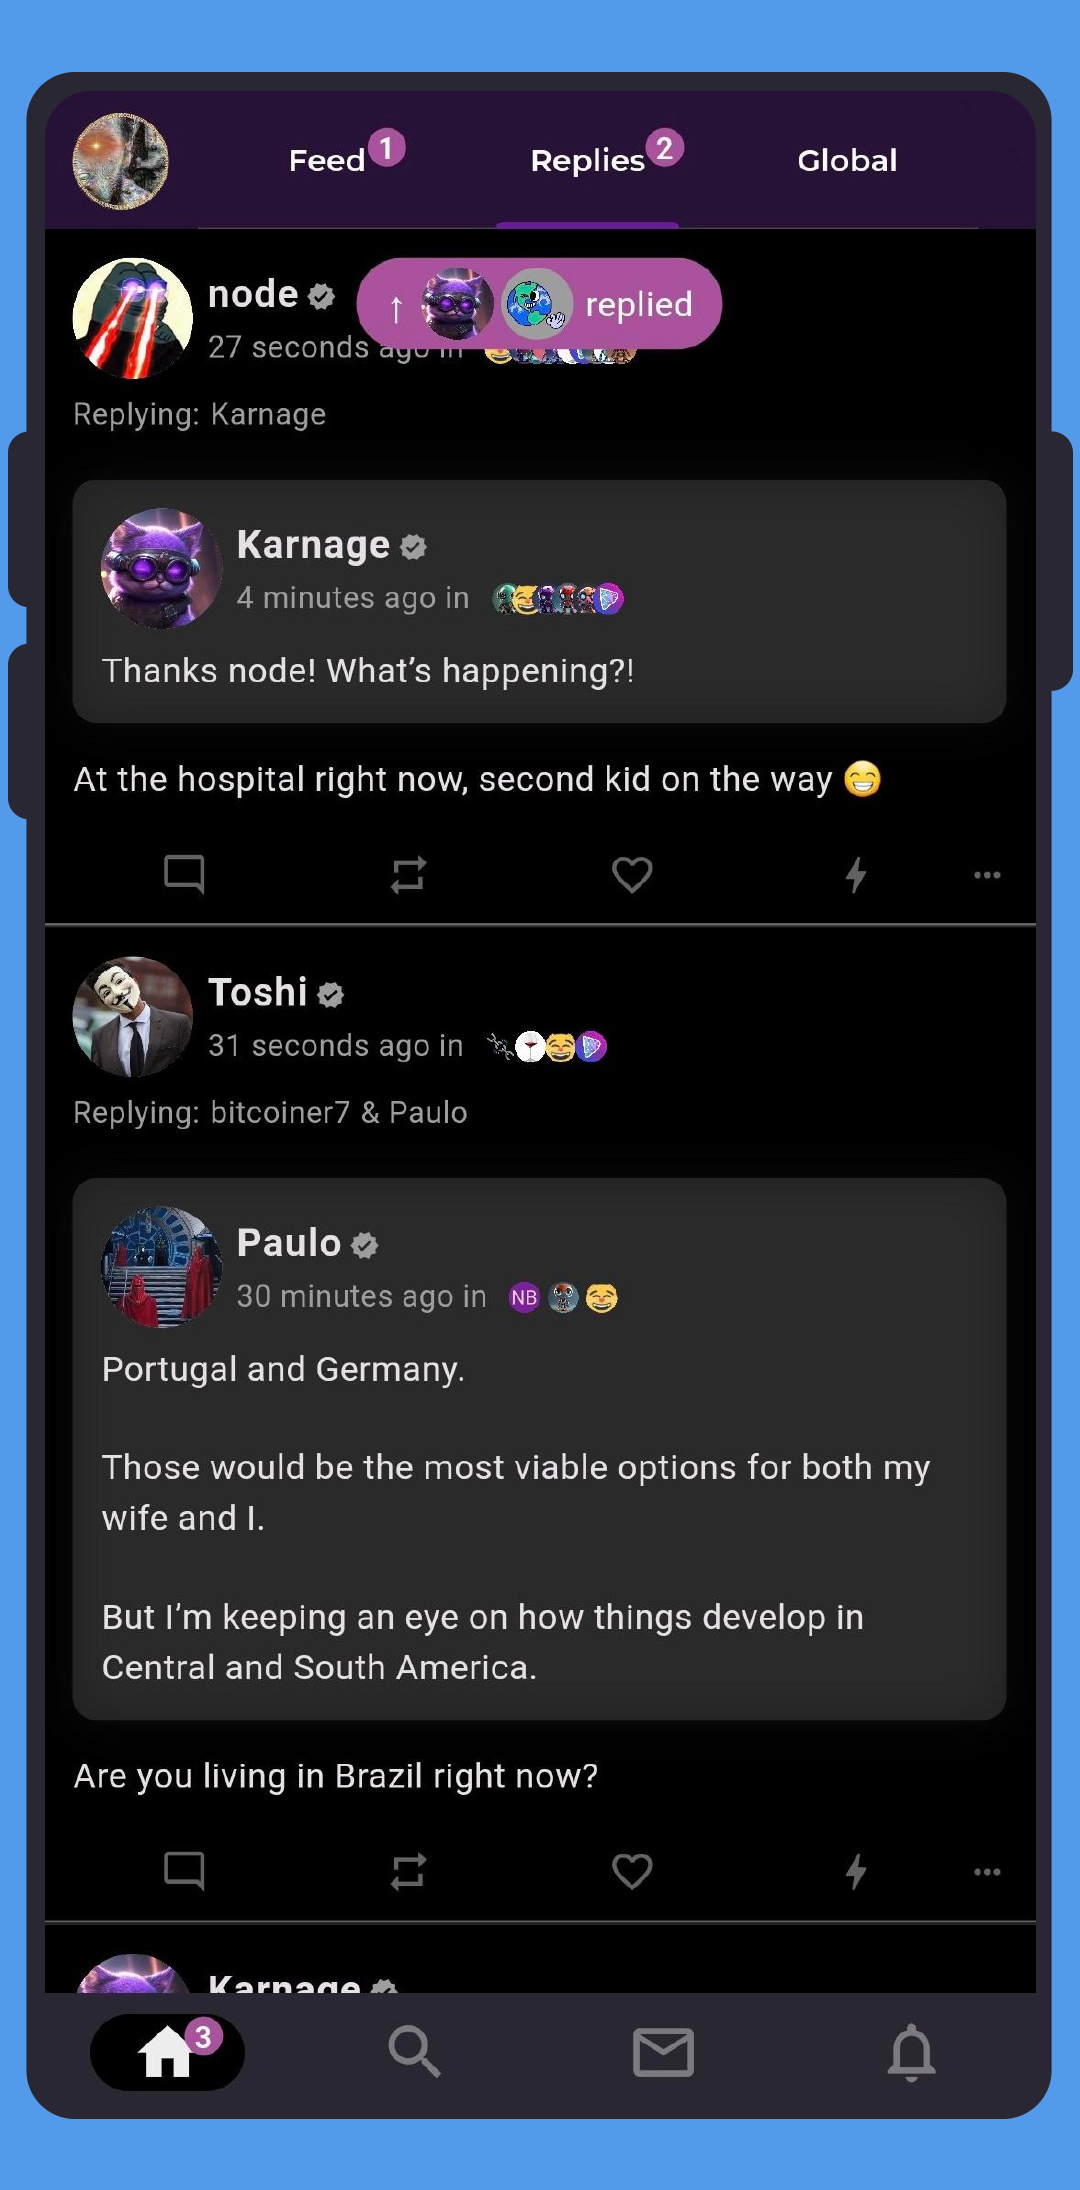 Feed 1 Replies 2 Global
node
↑ replied
27 seconds ago in
Replying: Karnage
Karnage
4 minutes ago in
Thanks node! What’s happening?!
At the hospital right now, second kid on the way 😁
Toshi
31 seconds ago in
Replying: bitcoiner7 & Paulo
Paulo
30 minutes ago in NB
Portugal and Germany.
Those would be the most viable options for both my
wife and I.
But I’m keeping an eye on how things develop in
Central and South America.
Are you living in Brazil right now?
Karnage
3